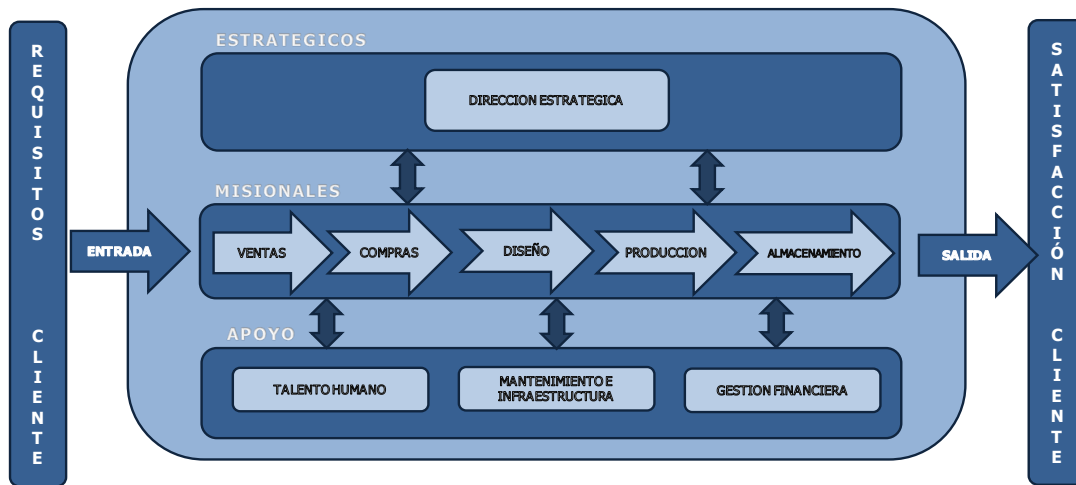 REQUISITOS CLIENTE
ESTRATEGICOS
DIRECCION ESTRATEGICA
MISIONALES
ENTRADA
VENTAS
COMPRAS
DISEÑO
PRODUCCION
ALMACENAMIENTO
SALIDA
APOYO
TALENTO HUMANO
MANTENIMIENTO E
INFRAESTRUCTURA
GESTION FINANCIERA
SATISFACCIÓN CLIENTE